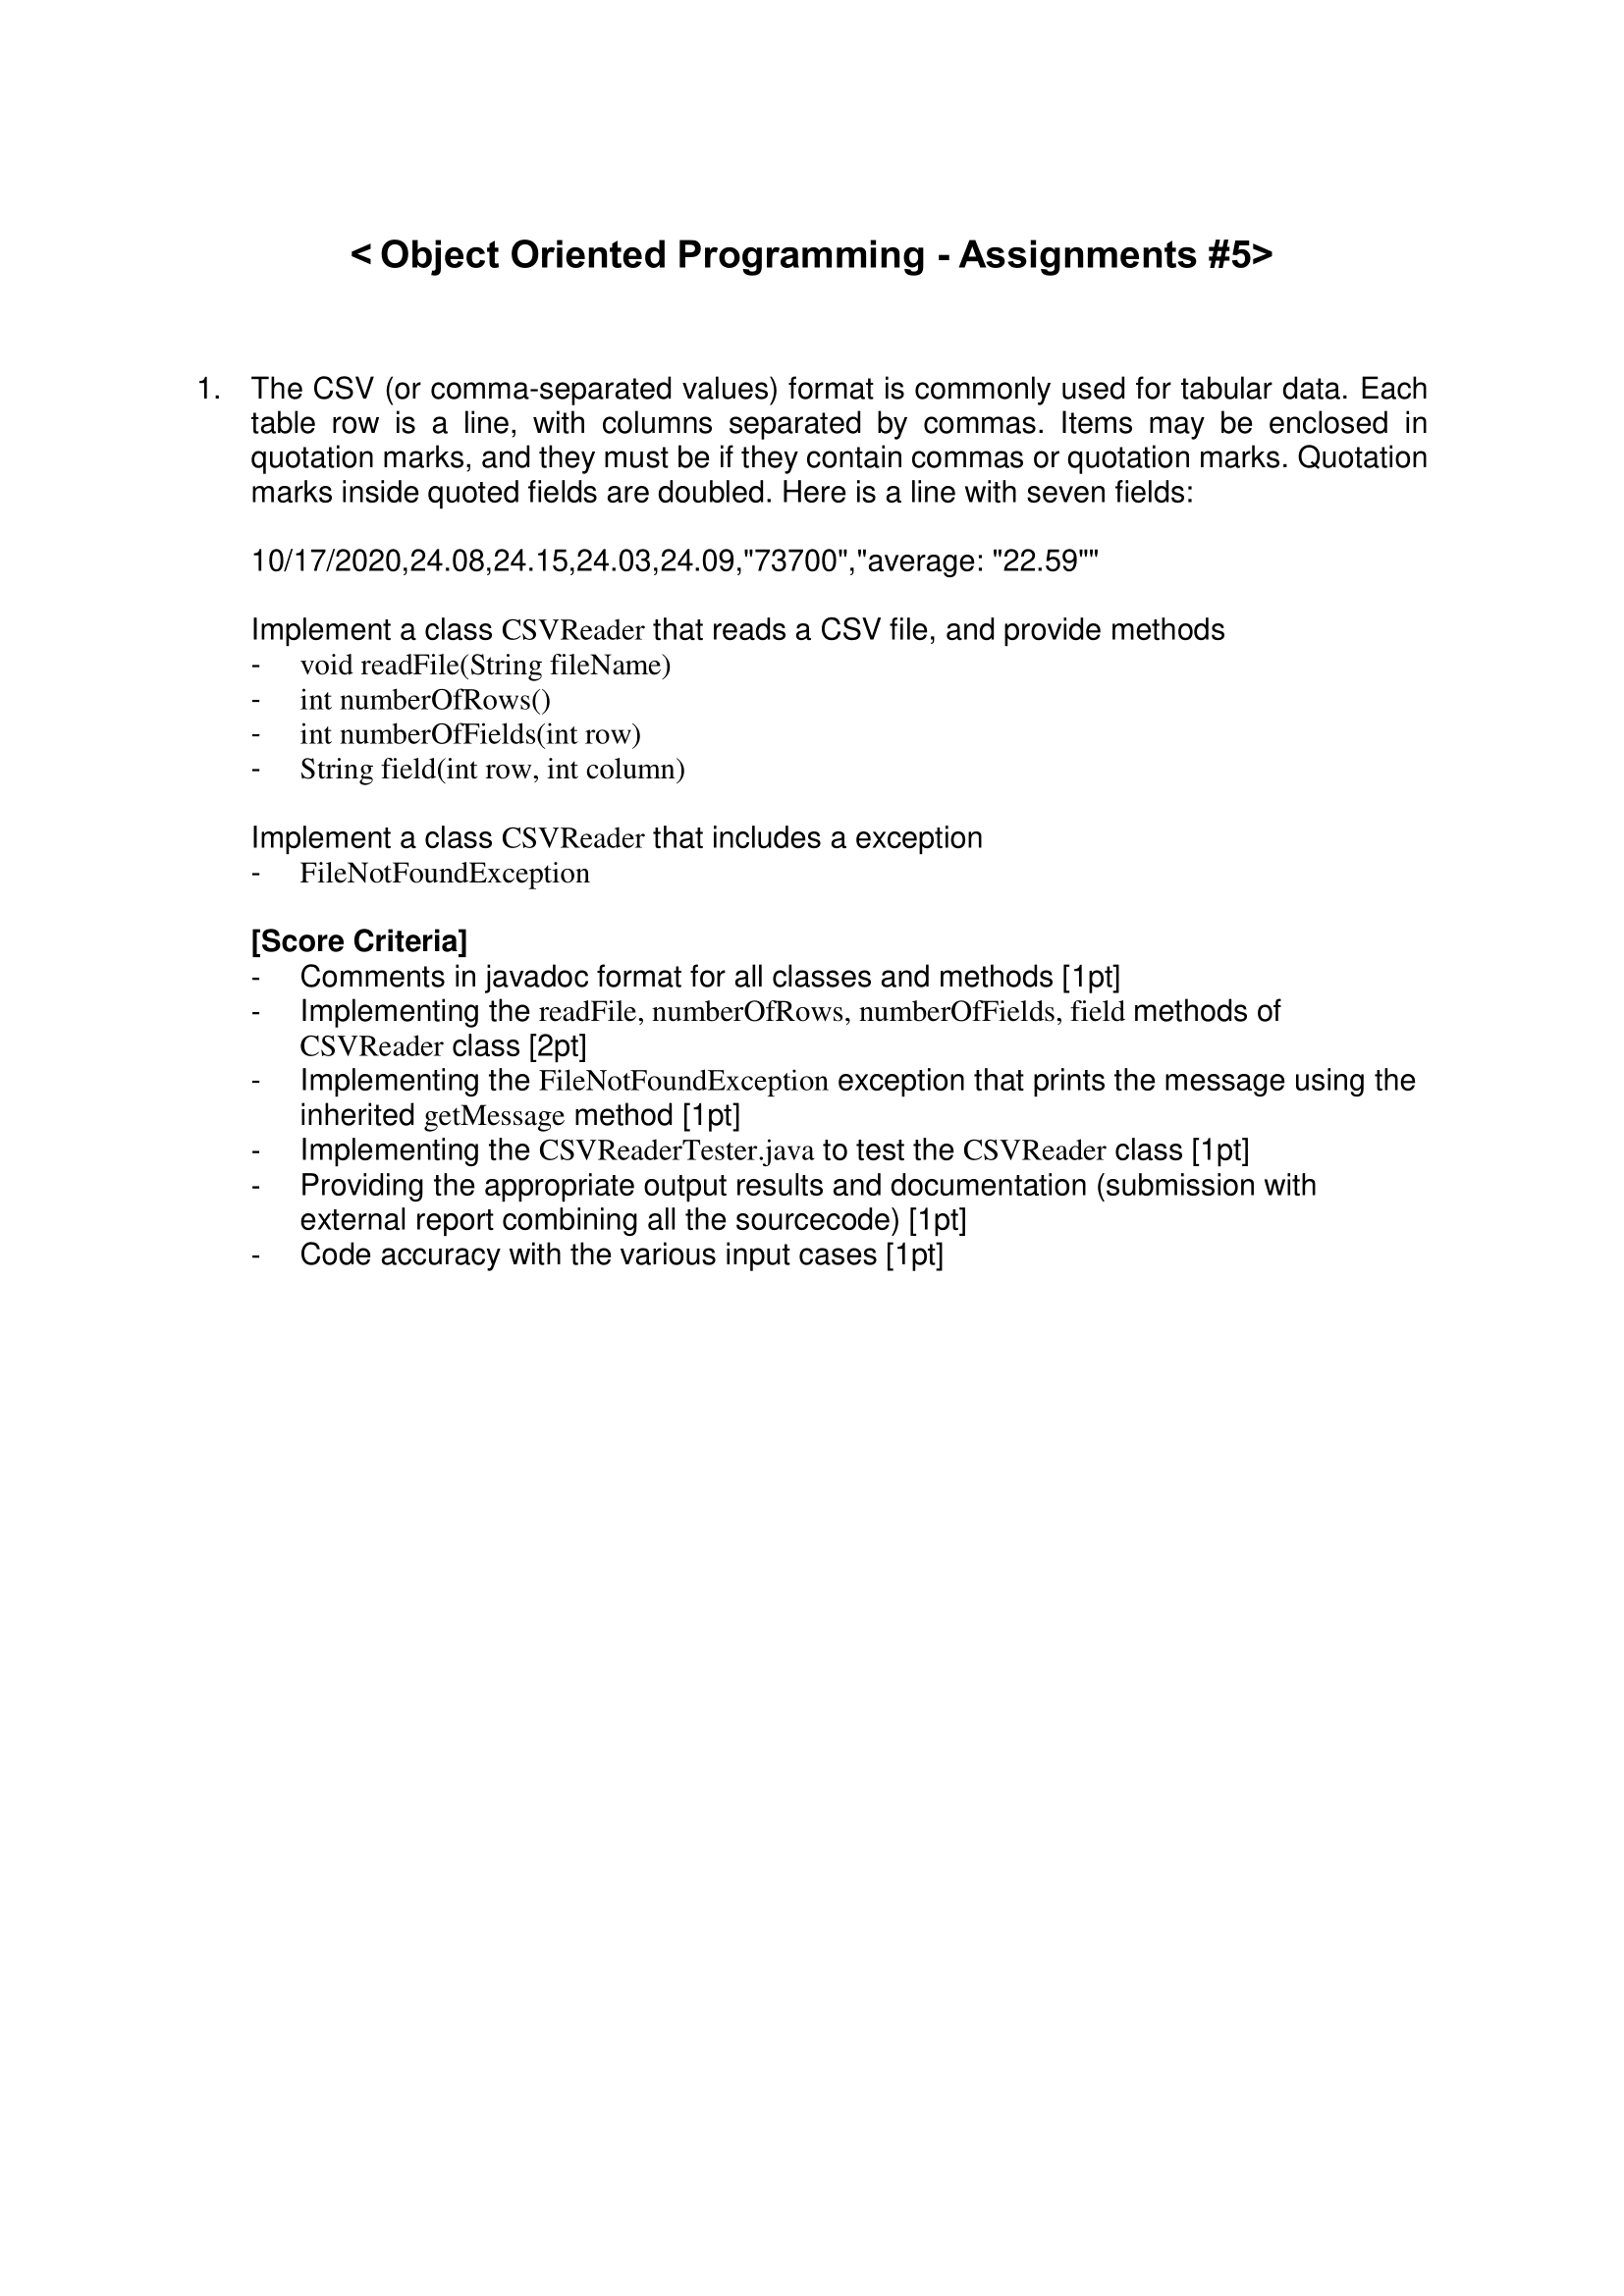 < Object Oriented Programming - Assignments #5>
1. The CSV (or comma-separated values) format is commonly used for tabular data. Each
table row is a line, with columns separated by commas. Items may be enclosed in
quotation marks, and they must be if they contain commas or quotation marks. Quotation
marks inside quoted fields are doubled. Here is a line with seven fields:
10/17/2020,24.08,24.15,24.03,24.09,"73700","average: "22.59""
Implement a class CSVReader that reads a CSV file, and provide methods
- void readFile(String fileName)
- int numberOfRows()
- int numberOfFields(int row)
- String field(int row, int column)
Implement a class CSVReader that includes a exception
- FileNotFoundException
[Score Criteria]
- Comments in javadoc format for all classes and methods [1pt]
- Implementing the readFile, numberOfRows, numberOfFields, field methods of
CSVReader class [2pt]
- Implementing the FileNotFoundException exception that prints the message using the
inherited getMessage method [1pt]
- Implementing the CSVReaderTester.java to test the CSVReader class [1pt]
- Providing the appropriate output results and documentation (submission with
external report combining all the sourcecode) [1pt]
- Code accuracy with the various input cases [1pt]